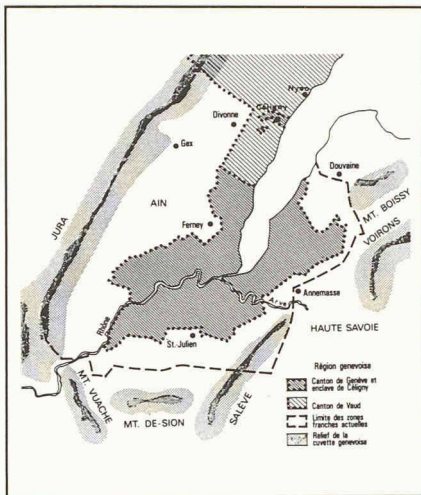 Nyon
Céligny
Divonne
Gex
Douvaine
AIN
MT. BOISSY
VOIRONS
JURA
Ferney
Annemasse
Arve
Rhône
HAUTE SAVOIE
St.-Julien
MT. VUACHE
MT. DE-SION
SALÈVE
Région genevoise
Canton de Genève et
enclave de Céligny
Canton de Vaud
Limite des zones
franches actuelles
Relief de la
cuvette genevoise